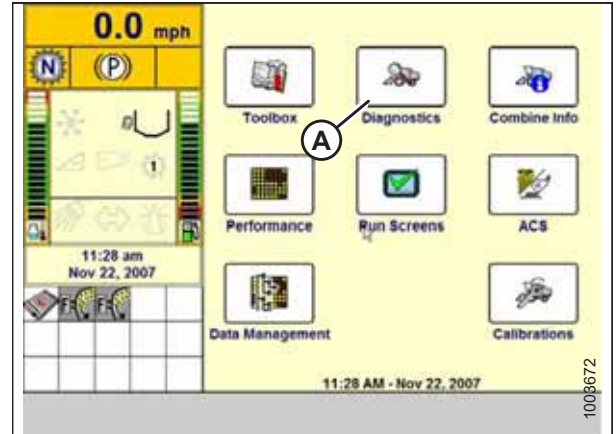 0.0 mph
N
(P)
1
11:28 am
Nov 22, 2007
F
F
Toolbox
Diagnostics
Combine Info
A
Performance
Run Screens
ACS
Data Management
Calibrations
11:28 AM - Nov 22, 2007
1003672